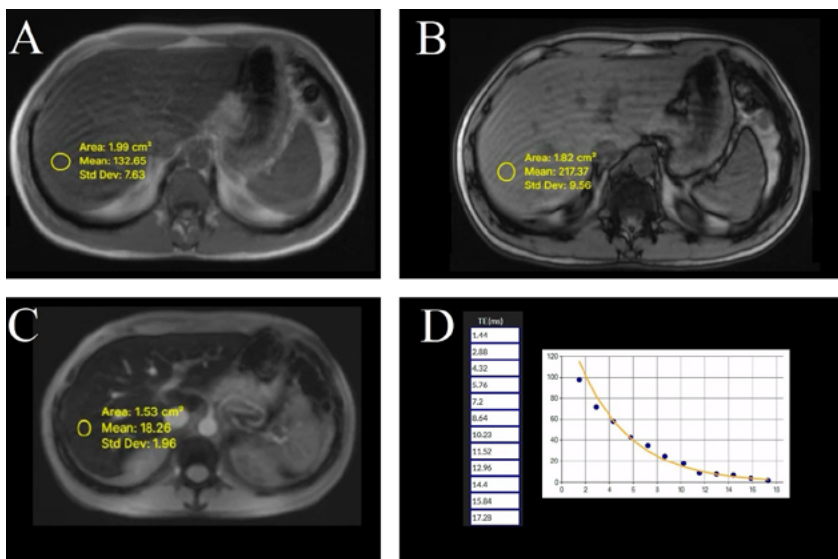 A
Area: 1.99 cm²
Mean: 132.65
Std Dev: 7.63
B
Area: 1.82 cm²
Mean: 217.37
Std Dev: 9.56
C
Area: 1.53 cm²
Mean: 18.26
Std Dev: 1.96
D
TE (ms)
1.44
2.88
4.32
5.76
7.2
8.64
10.23
11.52
12.96
14.4
15.84
17.28
120
100
80
60
40
20
0
0 2 4 6 8 10 12 14 16 18